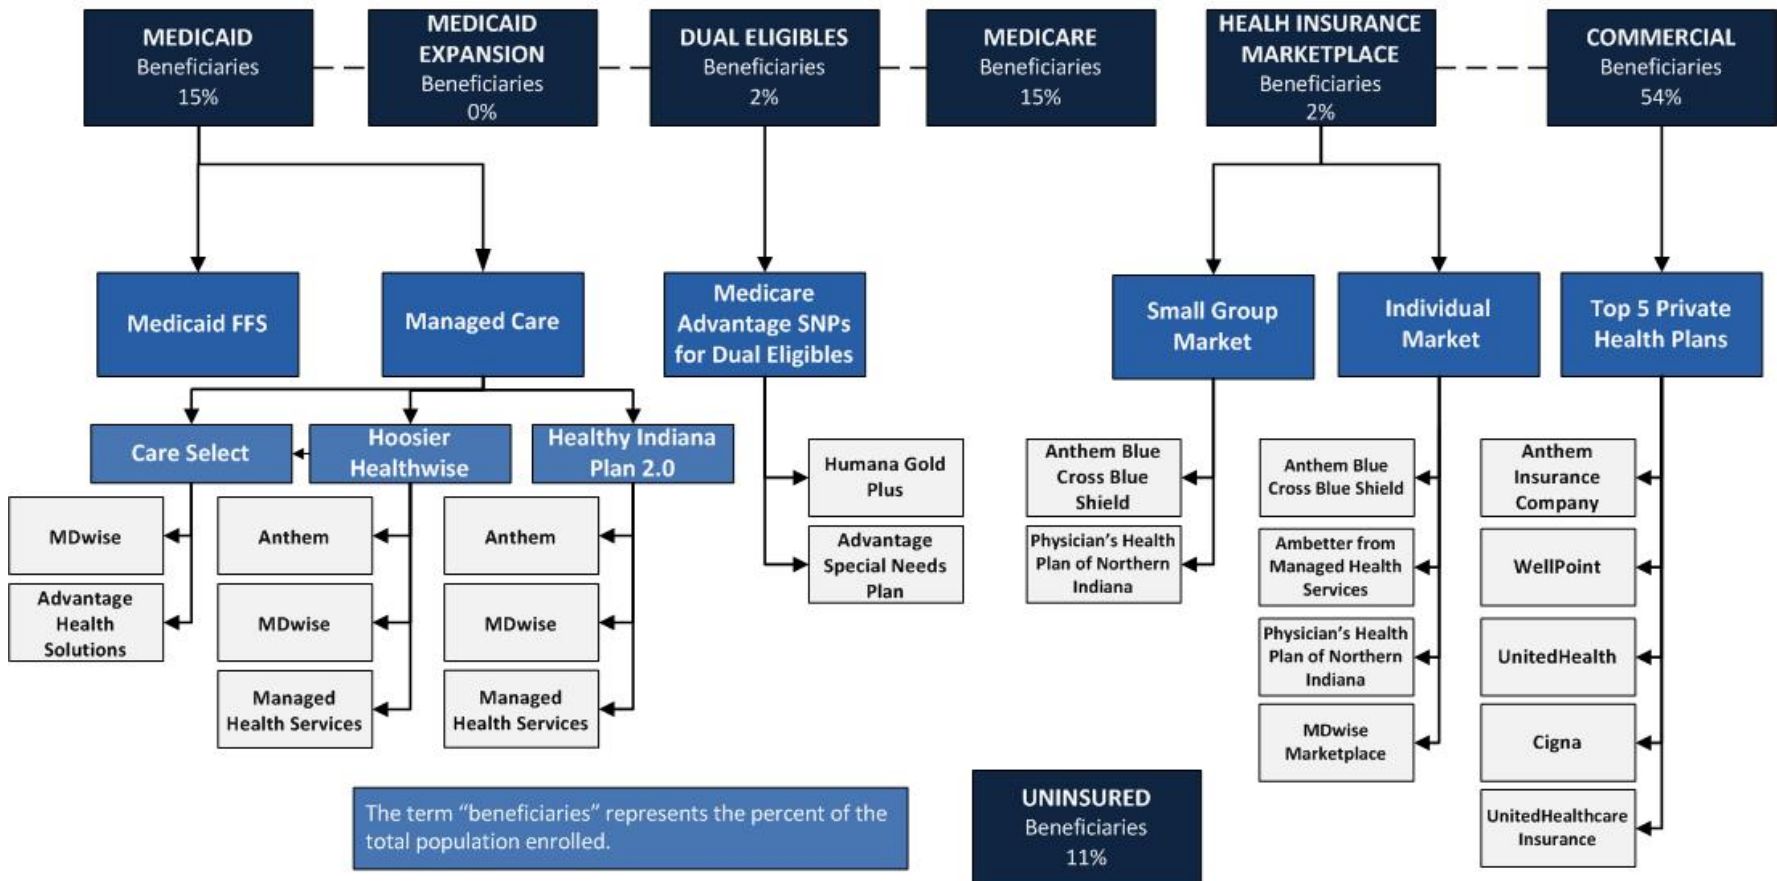 MEDICAID
Beneficiaries
15%
MEDICAID
EXPANSION
Beneficiaries
0%
DUAL ELIGIBLES
Beneficiaries
2%
MEDICARE
Beneficiaries
15%
HEALH INSURANCE
MARKETPLACE
Beneficiaries
2%
COMMERCIAL
Beneficiaries
54%
Medicaid FFS
Managed Care
Medicare
Advantage SNPs
for Dual Eligibles
Small Group
Market
Individual
Market
Top 5 Private
Health Plans
Care Select
Hoosier
Healthwise
Healthy Indiana
Plan 2.0
MDwise
Advantage
Health
Solutions
Anthem
MDwise
Managed
Health Services
Anthem
MDwise
Managed
Health Services
Humana Gold
Plus
Advantage
Special Needs
Plan
Anthem Blue
Cross Blue
Shield
Physician's Health
Plan of Northern
Indiana
Anthem Blue
Cross Blue Shield
Ambetter from
Managed Health
Services
Physician's Health
Plan of Northern
Indiana
MDwise
Marketplace
Anthem
Insurance
Company
WellPoint
UnitedHealth
Cigna
UnitedHealthcare
Insurance
The term “beneficiaries” represents the percent of the
total population enrolled.
UNINSURED
Beneficiaries
11%